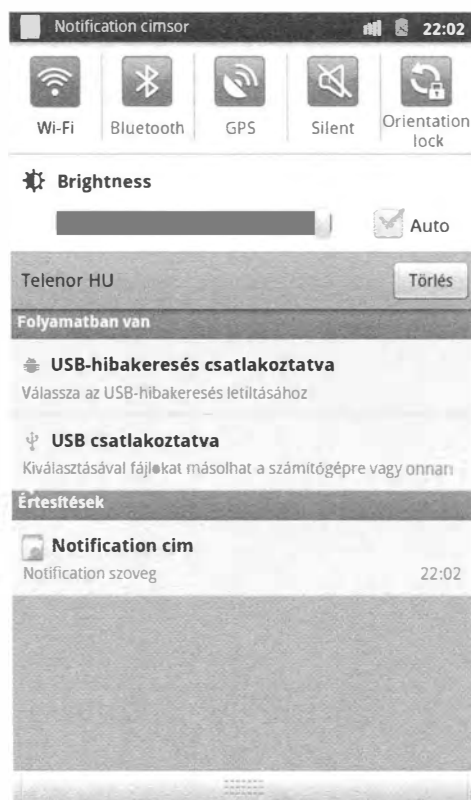 Notification cimsor 22:02
Wi-Fi Bluetooth GPS Silent Orientation
lock
Brightness
Auto
Telenor HU Törlés
Folyamatban van
USB-hibakeresés csatlakoztatva
Válassza az USB-hibakeresés letiltásához
USB csatlakoztatva
Kiválasztásával fájlokat másolhat a számítógépre vagy onnan
Értesítések
Notification cim
Notification szoveg 22:02